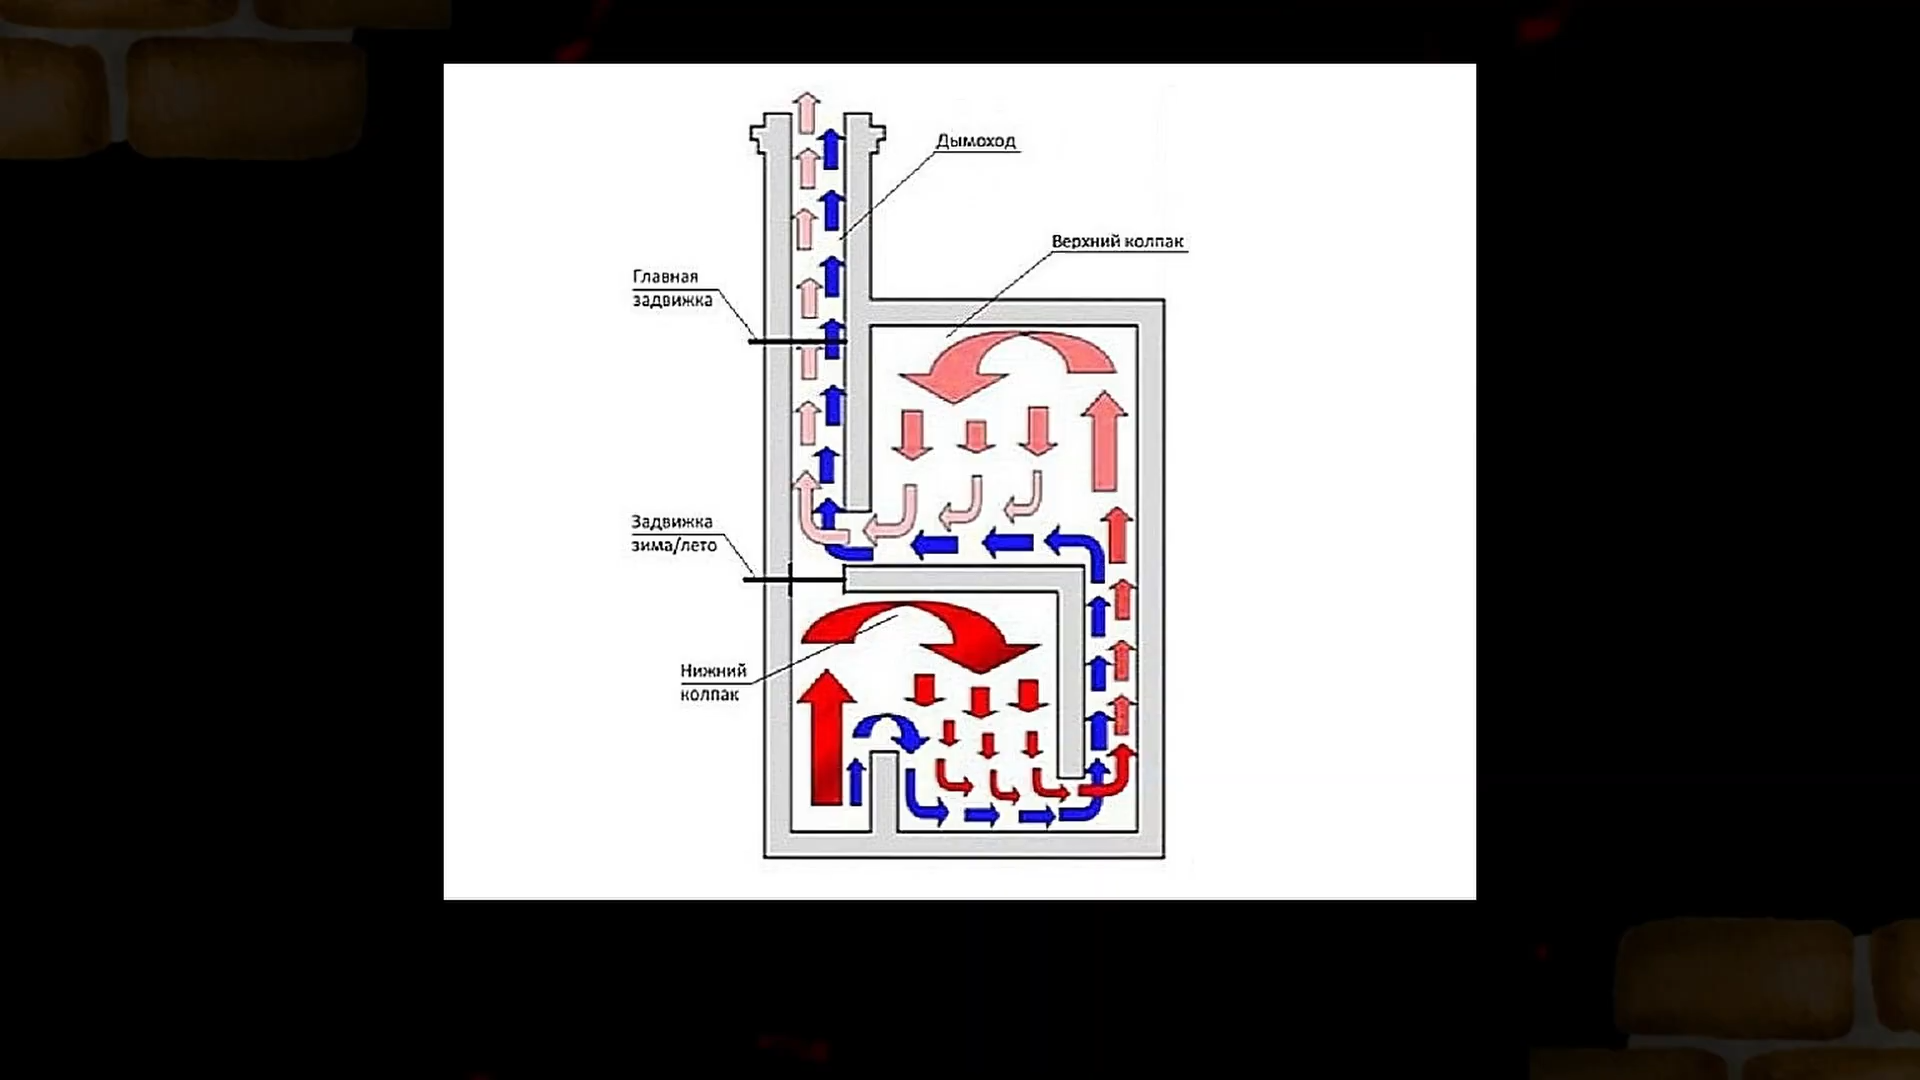 Дымоход
Верхний колпак
Главная
задвижка
Задвижка
зима/лето
Нижний
колпак